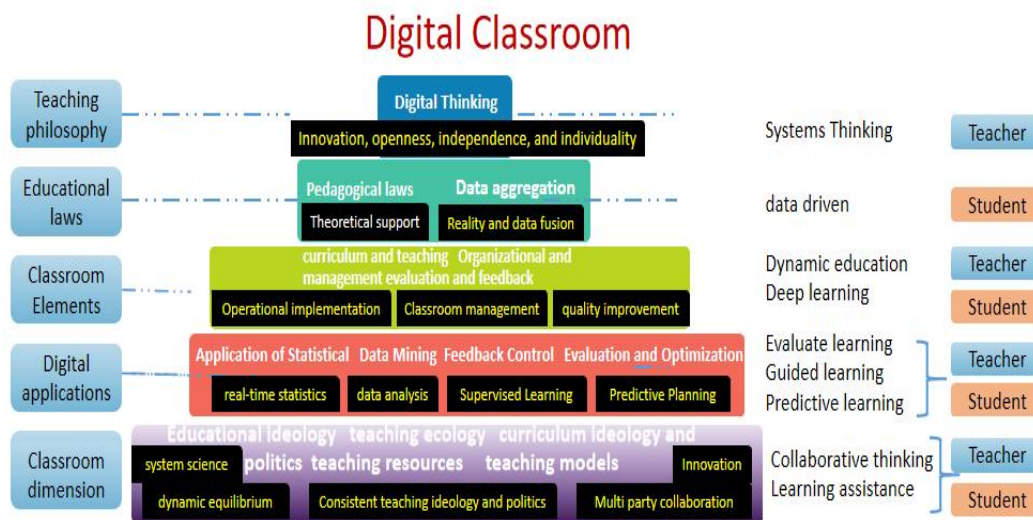 Digital Classroom
Teaching
philosophy
Digital Thinking
Innovation, openness, independence, and individuality
Systems Thinking
Teacher
Educational
laws
Pedagogical laws
Data aggregation
Theoretical support
Reality and data fusion
data driven
Student
Classroom
Elements
curriculum and teaching Organizational and
management evaluation and feedback
Operational implementation
Classroom management
quality improvement
Dynamic education
Deep learning
Teacher
Student
Digital
applications
Application of Statistical Data Mining Feedback Control Evaluation and Optimization
real-time statistics
data analysis
Supervised Learning
Predictive Planning
Evaluate learning
Guided learning
Predictive learning
Teacher
Student
Classroom
dimension
Educational ideology teaching ecology curriculum ideology and
politics teaching resources teaching models
system science
Innovation
dynamic equilibrium
Consistent teaching ideology and politics
Multi party collaboration
Collaborative thinking
Learning assistance
Teacher
Student